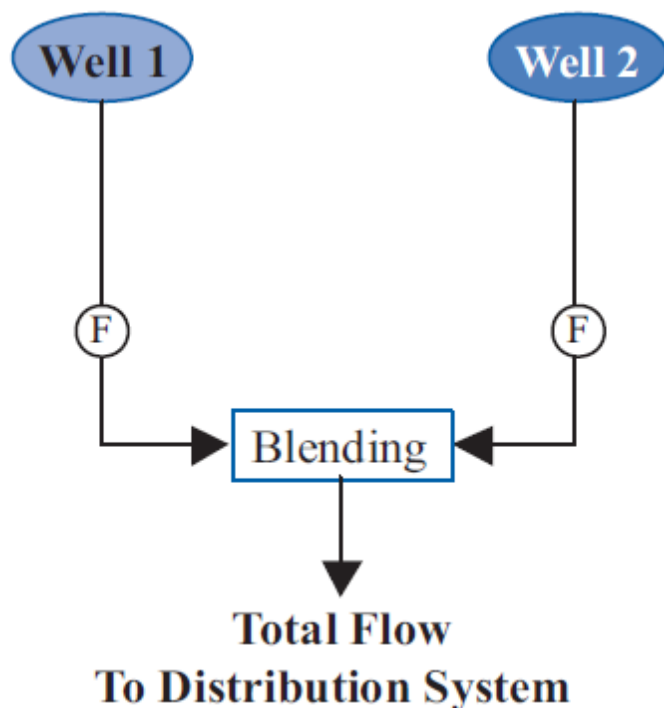 Well 1
Well 2
F
F
Blending
Total Flow
To Distribution System